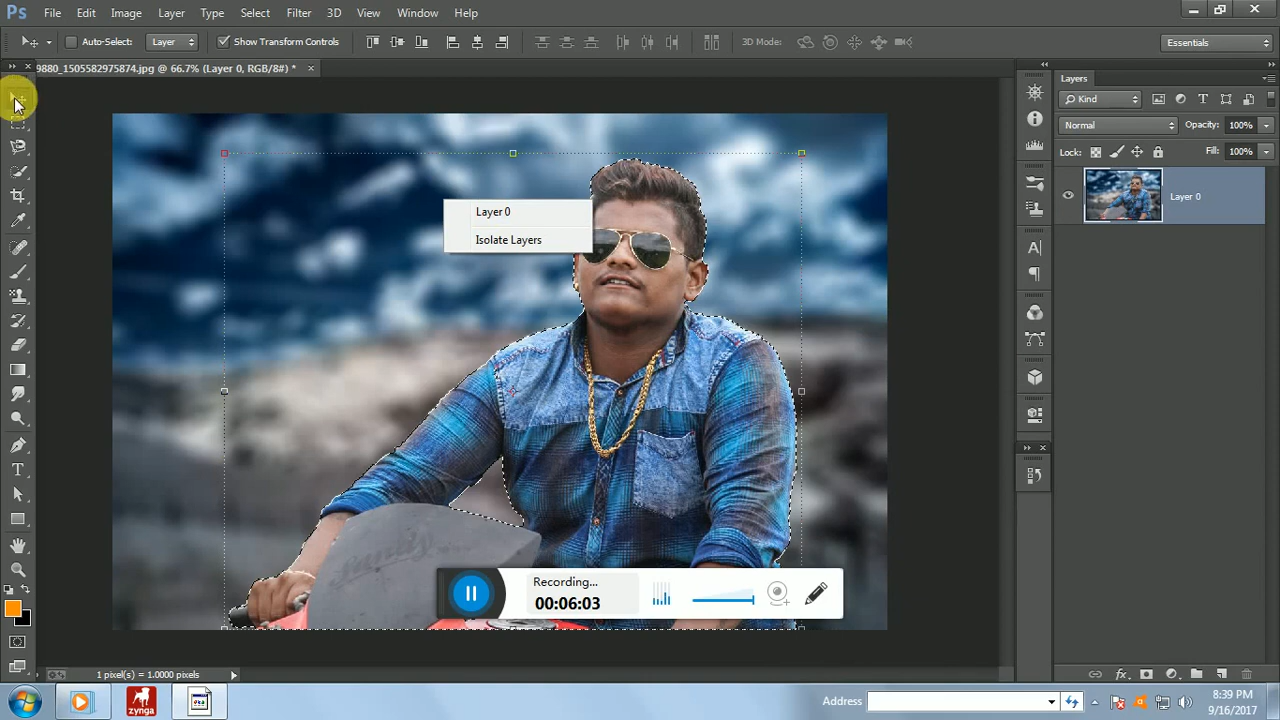 Ps File Edit Image Layer Type Select Filter 3D View Window Help
Auto-Select: Layer Show Transform Controls 3D Mode: Essentials
9880_1505582975874.jpg @ 66.7% (Layer 0, RGB/8#) *
Layers
Kind
Normal Opacity: 100%
Lock: Fill: 100%
Layer 0
Layer 0
Isolate Layers
Recording...
00:06:03
1 pixel(s) = 1.0000 pixels
zynga
Address
8:39 PM
9/16/2017